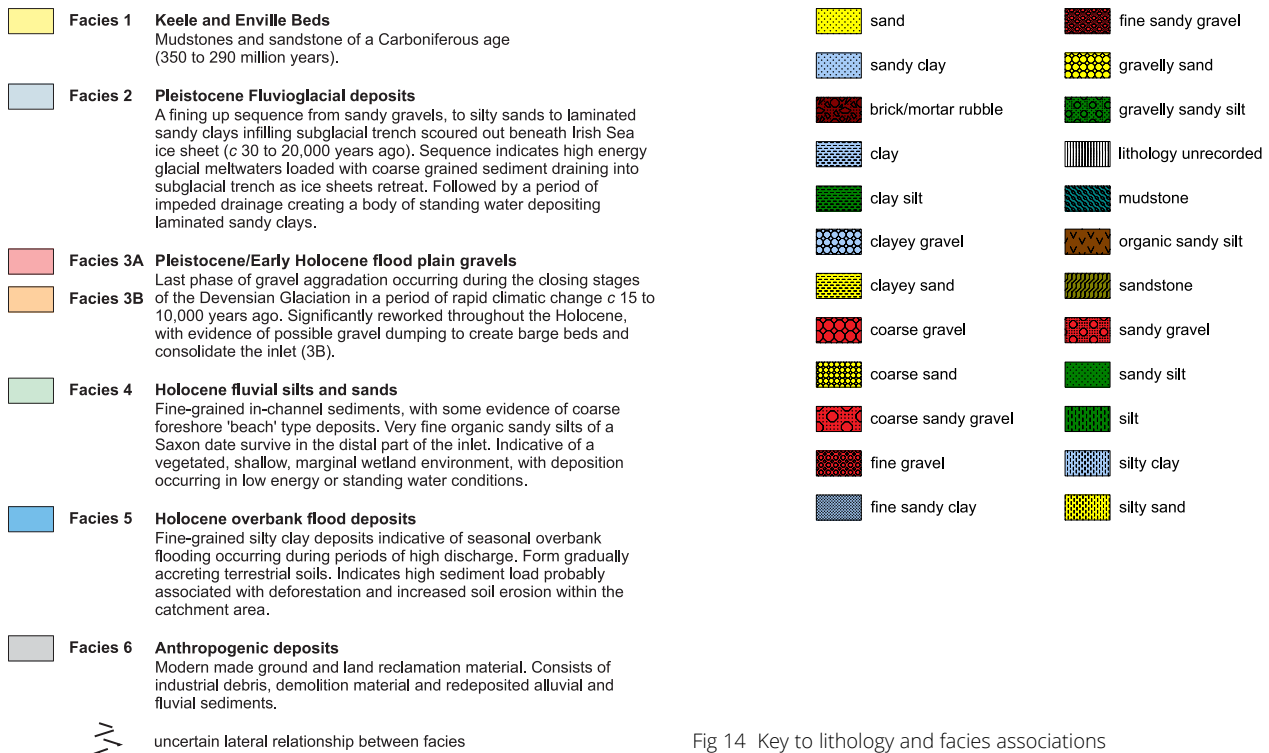 Facies 1 Keele and Enville Beds
Mudstones and sandstone of a Carboniferous age
(350 to 290 million years).
Facies 2 Pleistocene Fluvioglacial deposits
A fining up sequence from sandy gravels, to silty sands to laminated
sandy clays infilling subglacial trench scoured out beneath Irish Sea
ice sheet (c 30 to 20,000 years ago). Sequence indicates high energy
glacial meltwaters loaded with coarse grained sediment draining into
subglacial trench as ice sheets retreat. Followed by a period of
impeded drainage creating a body of standing water depositing
laminated sandy clays.
Facies 3A Pleistocene/Early Holocene flood plain gravels
Last phase of gravel aggradation occurring during the closing stages
Facies 3B of the Devensian Glaciation in a period of rapid climatic change c 15 to
10,000 years ago. Significantly reworked throughout the Holocene,
with evidence of possible gravel dumping to create barge beds and
consolidate the inlet (3B).
Facies 4 Holocene fluvial silts and sands
Fine-grained in-channel sediments, with some evidence of coarse
foreshore 'beach' type deposits. Very fine organic sandy silts of a
Saxon date survive in the distal part of the inlet. Indicative of a
vegetated, shallow, marginal wetland environment, with deposition
occurring in low energy or standing water conditions.
Facies 5 Holocene overbank flood deposits
Fine-grained silty clay deposits indicative of seasonal overbank
flooding occurring during periods of high discharge. Form gradually
accreting terrestrial soils. Indicates high sediment load probably
associated with deforestation and increased soil erosion within the
catchment area.
Facies 6 Anthropogenic deposits
Modern made ground and land reclamation material. Consists of
industrial debris, demolition material and redeposited alluvial and
fluvial sediments.
uncertain lateral relationship between facies
sand
sandy clay
brick/mortar rubble
clay
clay silt
clayey gravel
clayey sand
coarse gravel
coarse sand
coarse sandy gravel
fine gravel
fine sandy clay
fine sandy gravel
gravelly sand
gravelly sandy silt
lithology unrecorded
mudstone
organic sandy silt
sandstone
sandy gravel
sandy silt
silt
silty clay
silty sand
Fig 14 Key to lithology and facies associations